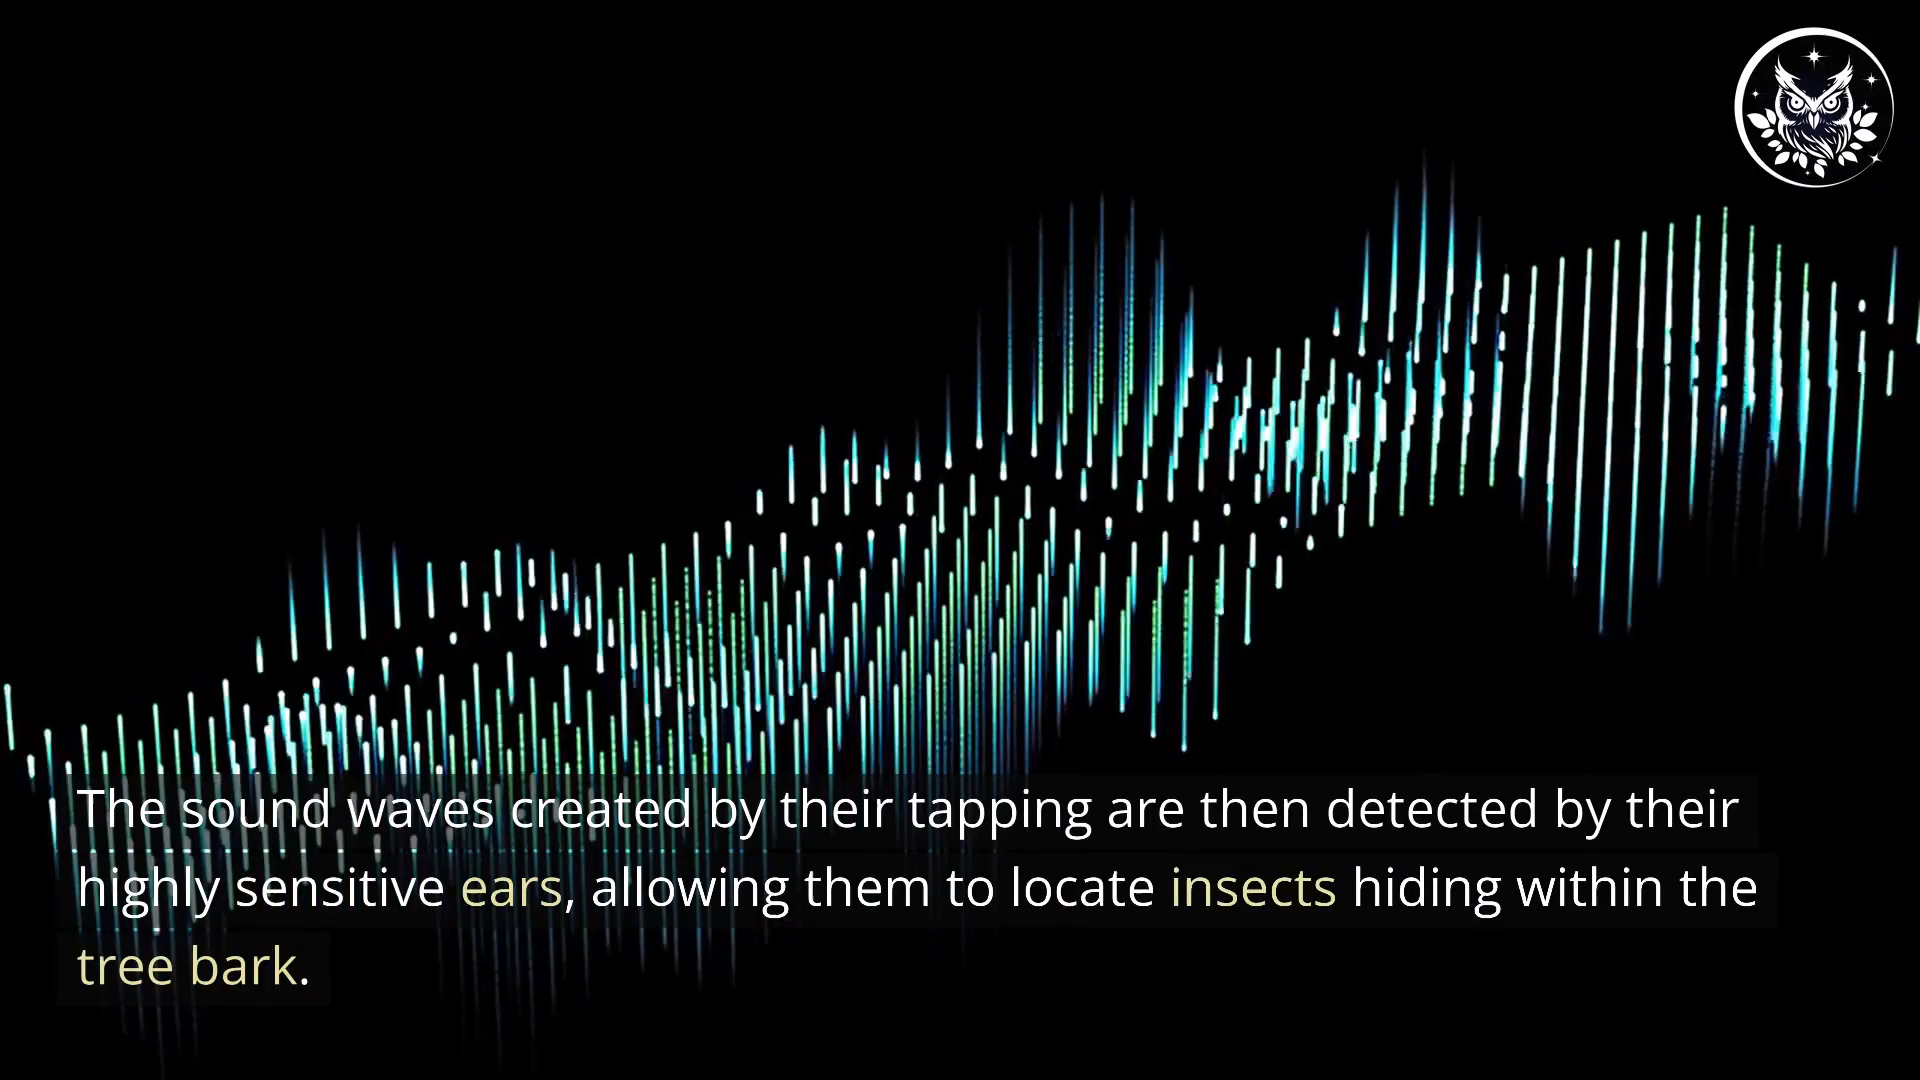 The sound waves created by their tapping are then detected by their
highly sensitive ears, allowing them to locate insects hiding within the
tree bark.